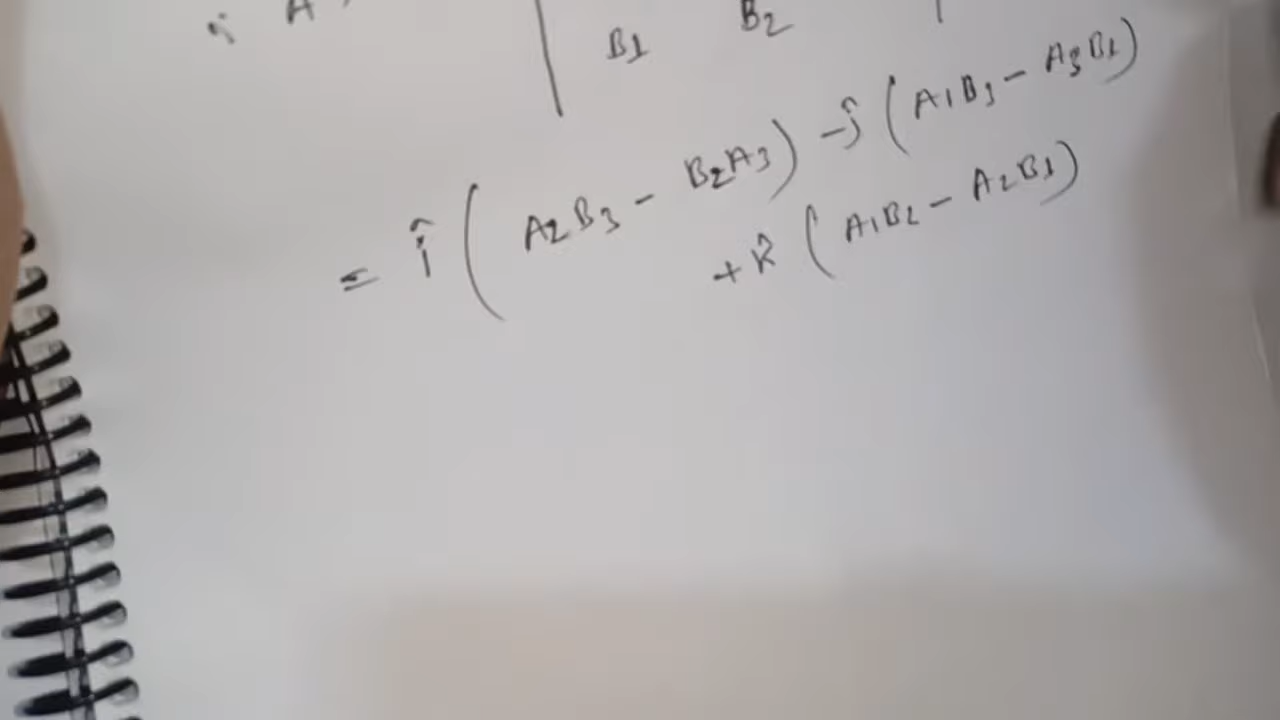 ∴ A
| B1 B2 |
= î ( A2B3 - B2A3 ) - ĵ ( A1B3 - A3B1 )
+ k̂ ( A1B2 - A2B1 )